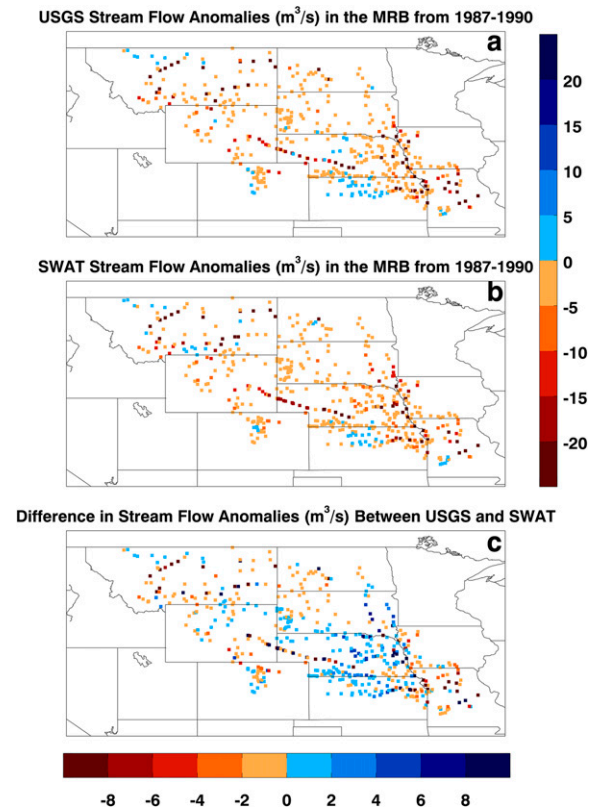 USGS Stream Flow Anomalies (m³/s) in the MRB from 1987-1990
a
SWAT Stream Flow Anomalies (m³/s) in the MRB from 1987-1990
b
20
15
10
5
0
-5
-10
-15
-20
Difference in Stream Flow Anomalies (m³/s) Between USGS and SWAT
c
-8 -6 -4 -2 0 2 4 6 8